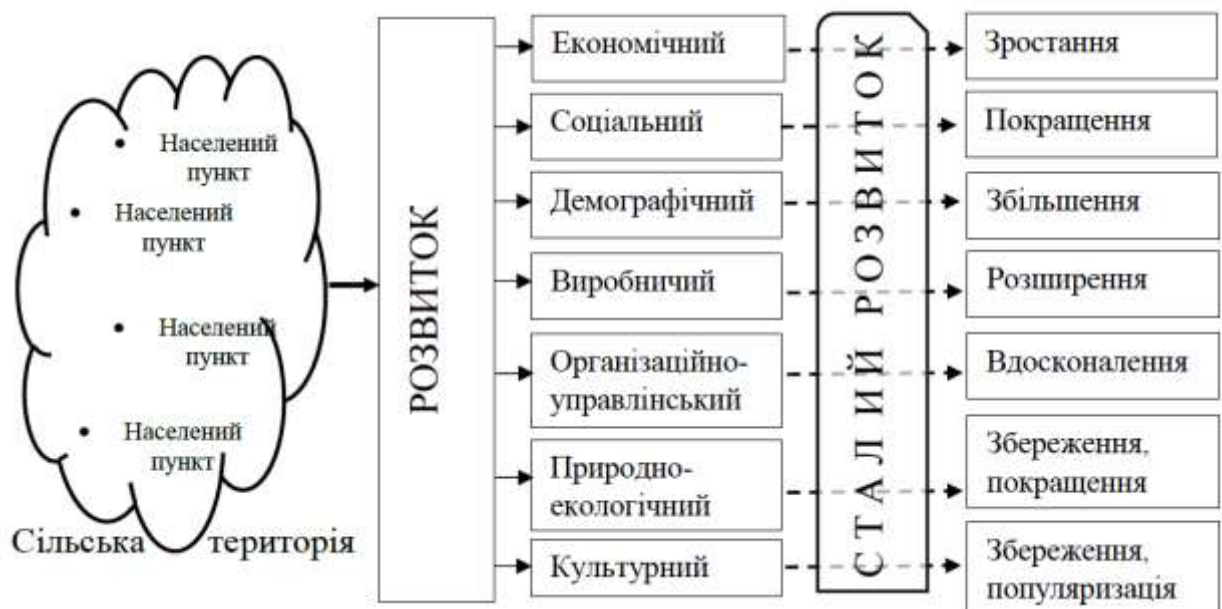 Населений
пункт
Населений
пункт
Населений
пункт
Населений
пункт
Сільська територія
РОЗВИТОК
Економічний
Соціальний
Демографічний
Виробничий
Організаційно-
управлінський
Природно-
екологічний
Культурний
СТАЛИЙ РОЗВИТОК
Зростання
Покращення
Збільшення
Розширення
Вдосконалення
Збереження,
покращення
Збереження,
популяризація